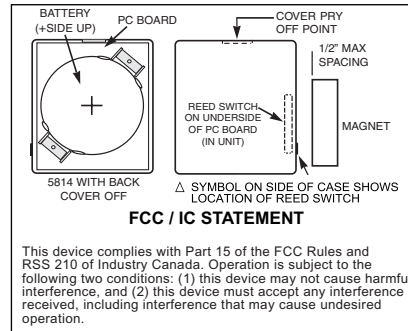 BATTERY
(+SIDE UP)
PC BOARD
COVER PRY
OFF POINT
1/2" MAX
SPACING
REED SWITCH
ON UNDERSIDE
OF PC BOARD
(IN UNIT)
MAGNET
5814 WITH BACK
COVER OFF
△ SYMBOL ON SIDE OF CASE SHOWS
LOCATION OF REED SWITCH
FCC / IC STATEMENT
This device complies with Part 15 of the FCC Rules and
RSS 210 of Industry Canada. Operation is subject to the
following two conditions: (1) this device may not cause harmful
interference, and (2) this device must accept any interference
received, including interference that may cause undesired
operation.